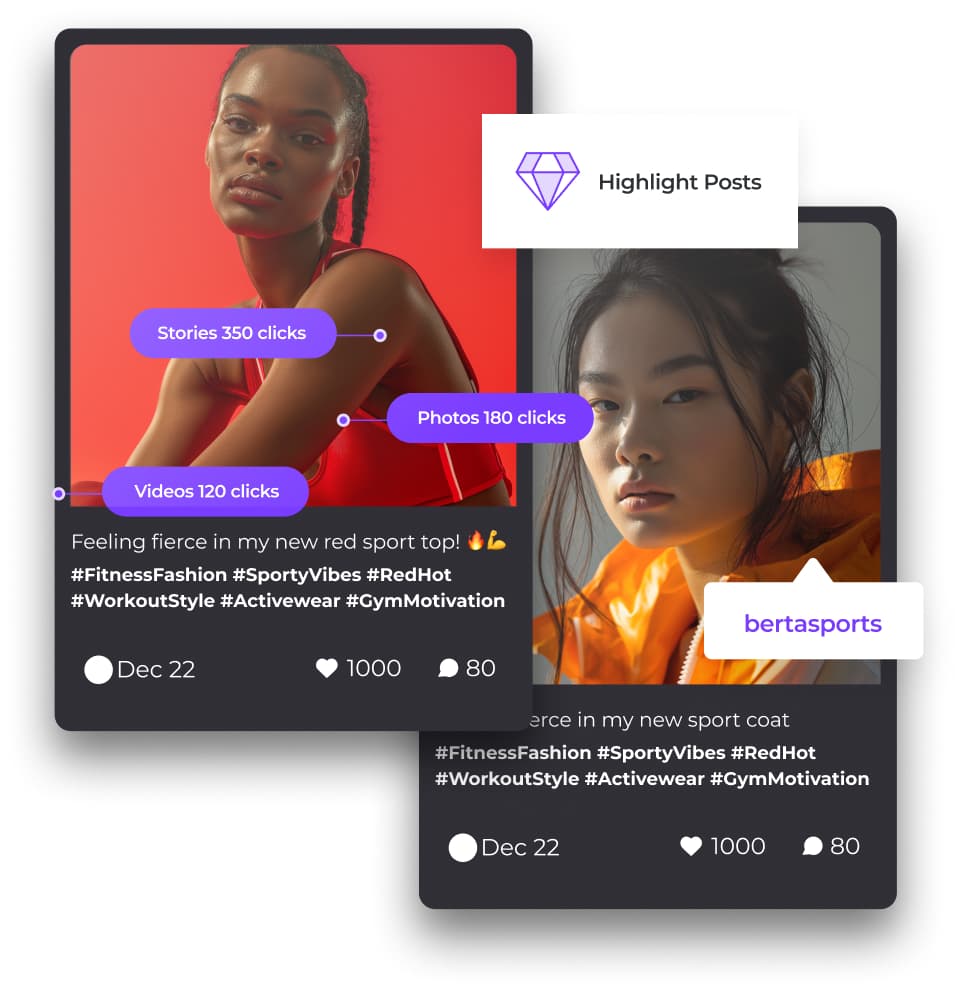 Highlight Posts
Stories 350 clicks
Photos 180 clicks
Videos 120 clicks
Feeling fierce in my new red sport top! 🔥💪
#FitnessFashion #SportyVibes #RedHot
#WorkoutStyle #Activewear #GymMotivation
Dec 22 1000 80
bertasports
erce in my new sport coat
#FitnessFashion #SportyVibes #RedHot
#WorkoutStyle #Activewear #GymMotivation
Dec 22 1000 80